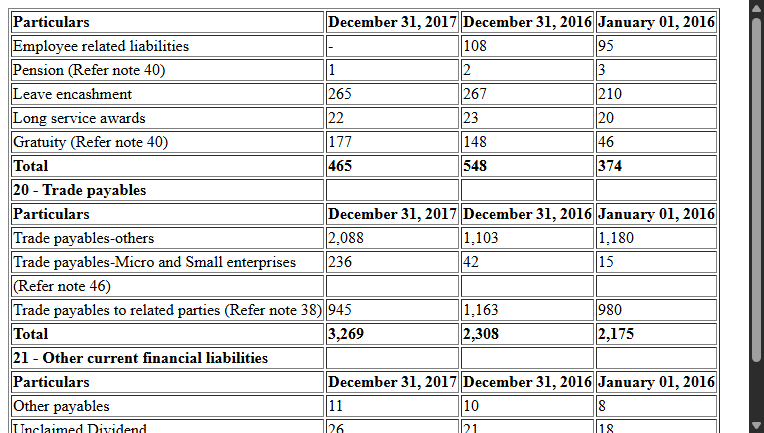 Particulars December 31, 2017 December 31, 2016 January 01, 2016
Employee related liabilities - 108 95
Pension (Refer note 40) 1 2 3
Leave encashment 265 267 210
Long service awards 22 23 20
Gratuity (Refer note 40) 177 148 46
Total 465 548 374
20 - Trade payables
Particulars December 31, 2017 December 31, 2016 January 01, 2016
Trade payables-others 2,088 1,103 1,180
Trade payables-Micro and Small enterprises 236 42 15
(Refer note 46)
Trade payables to related parties (Refer note 38) 945 1,163 980
Total 3,269 2,308 2,175
21 - Other current financial liabilities
Particulars December 31, 2017 December 31, 2016 January 01, 2016
Other payables 11 10 8
Unclaimed Dividend 26 21 18